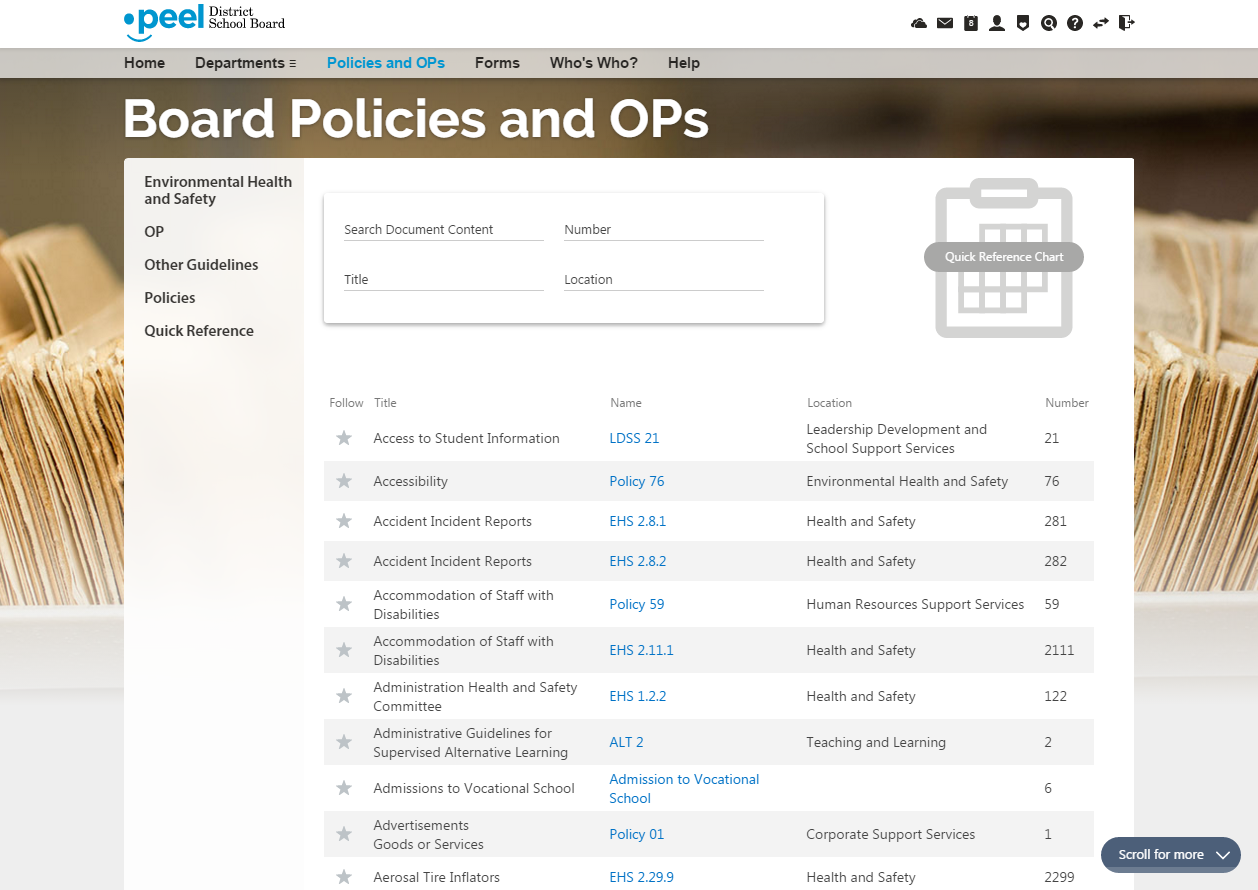 peel District
School Board
8
Home Departments Policies and OPs Forms Who's Who? Help
Board Policies and OPs
Environmental Health
and Safety
OP
Other Guidelines
Policies
Quick Reference
Search Document Content Number
Title Location
Quick Reference Chart
Follow Title Name Location Number
Access to Student Information LDSS 21 Leadership Development and
School Support Services 21
Accessibility Policy 76 Environmental Health and Safety 76
Accident Incident Reports EHS 2.8.1 Health and Safety 281
Accident Incident Reports EHS 2.8.2 Health and Safety 282
Accommodation of Staff with
Disabilities Policy 59 Human Resources Support Services 59
Accommodation of Staff with
Disabilities EHS 2.11.1 Health and Safety 2111
Administration Health and Safety
Committee EHS 1.2.2 Health and Safety 122
Administrative Guidelines for
Supervised Alternative Learning ALT 2 Teaching and Learning 2
Admissions to Vocational School Admission to Vocational
School 6
Advertisements
Goods or Services Policy 01 Corporate Support Services 1
Scroll for more
Aerosol Tire Inflators EHS 2.29.9 Health and Safety 2299